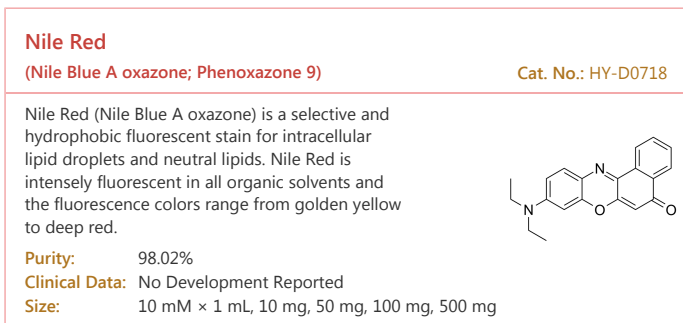 Nile Red
(Nile Blue A oxazone; Phenoxazone 9) Cat. No.: HY-D0718
Nile Red (Nile Blue A oxazone) is a selective and
hydrophobic fluorescent stain for intracellular
lipid droplets and neutral lipids. Nile Red is
intensely fluorescent in all organic solvents and
the fluorescence colors range from golden yellow
to deep red.
N
N
O
O
Purity: 98.02%
Clinical Data: No Development Reported
Size: 10 mM × 1 mL, 10 mg, 50 mg, 100 mg, 500 mg